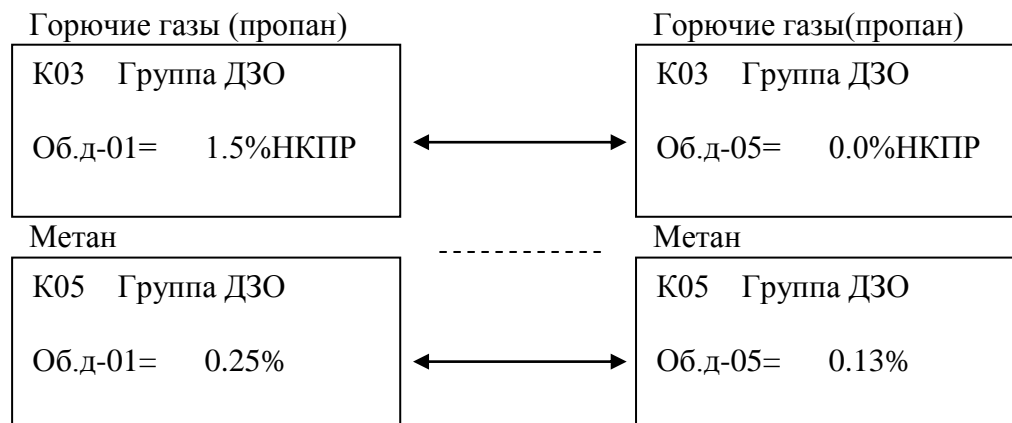 Горючие газы (пропан)
К03 Группа ДЗО
Об.д-01= 1.5%НКПР
Горючие газы(пропан)
К03 Группа ДЗО
Об.д-05= 0.0%НКПР
Метан
К05 Группа ДЗО
Об.д-01= 0.25%
Метан
К05 Группа ДЗО
Об.д-05= 0.13%